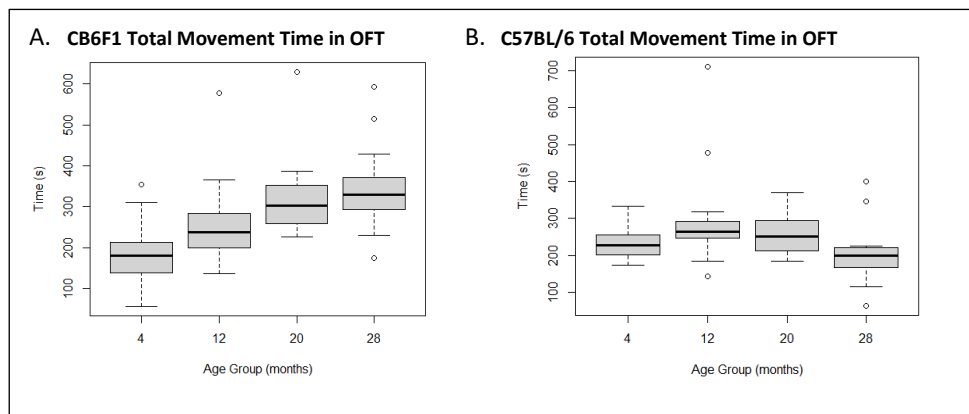 A. CB6F1 Total Movement Time in OFT
600
500
400
300
200
100
Time (s)
4 12 20 28
Age Group (months)
B. C57BL/6 Total Movement Time in OFT
700
600
500
400
300
200
100
Time (s)
4 12 20 28
Age Group (months)